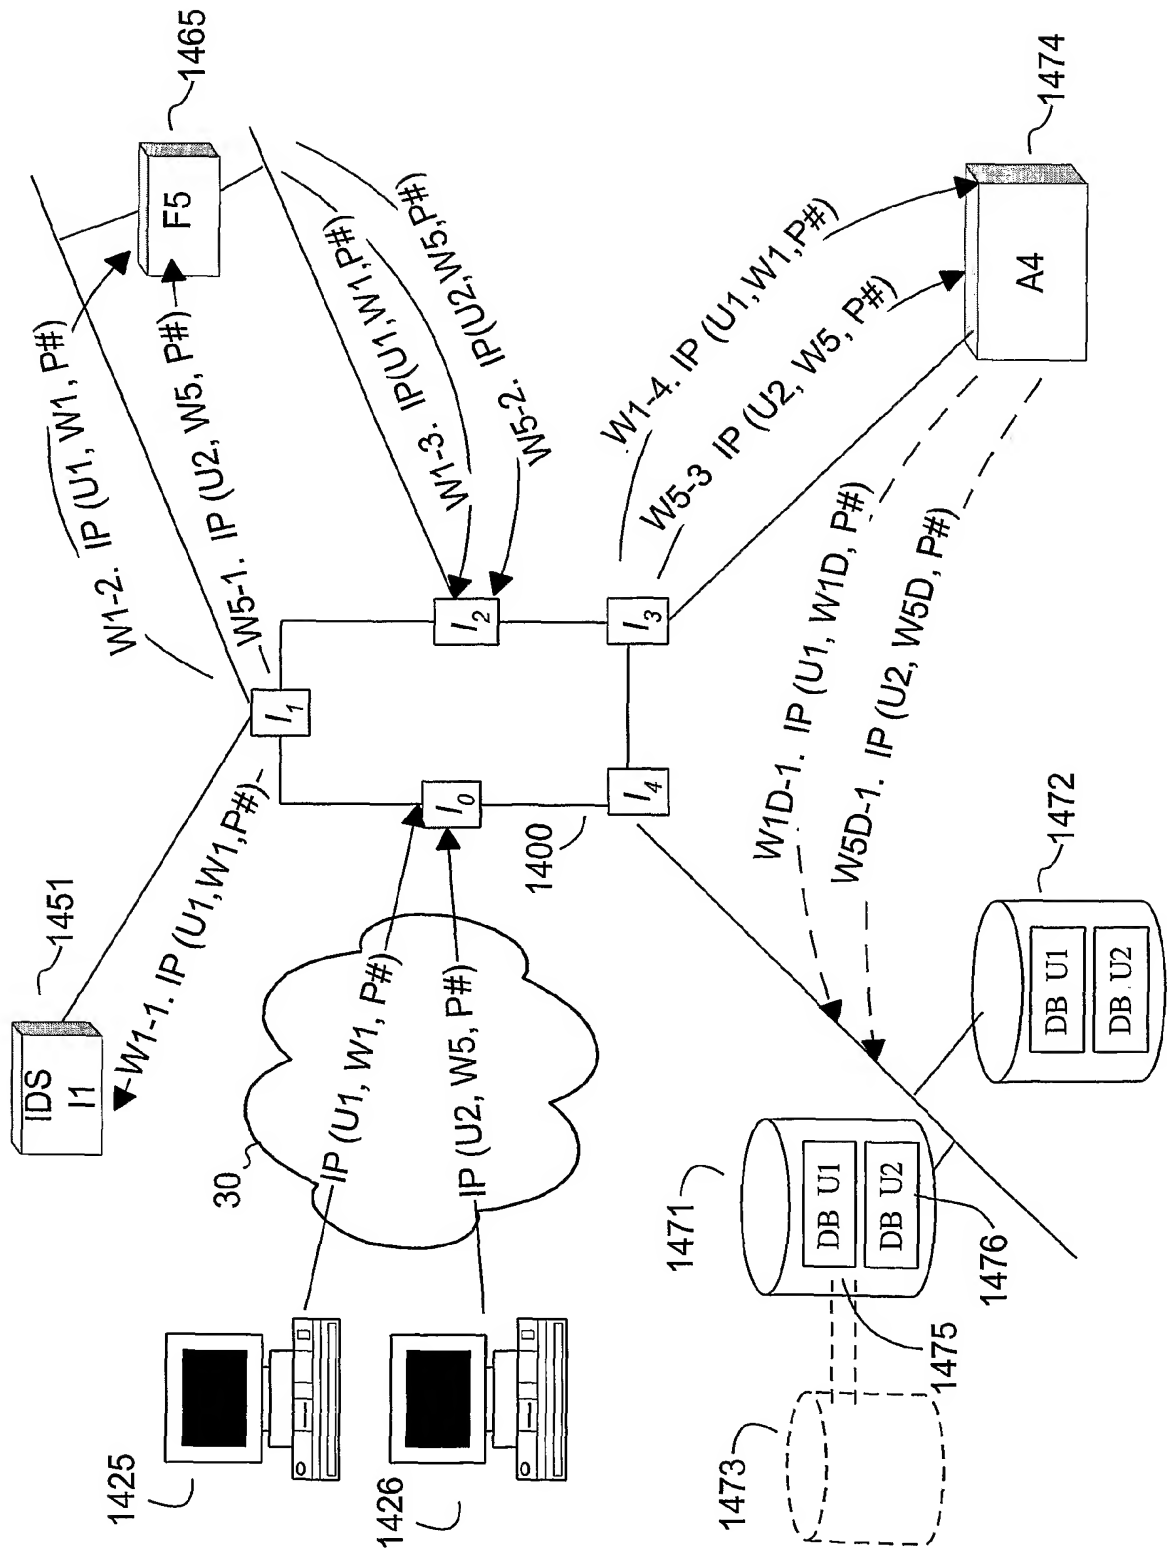 IDS
I1
1451
W1-1. IP (U1,W1,P#)
W1-2. IP (U1, W1, P#)
W5-1. IP (U2, W5, P#)
F5
1465
W1-3. IP(U1,W1,P#)
W5-2. IP(U2,W5,P#)
I1
I2
I0
I3
I4
1400
30
IP (U1, W1, P#)
IP (U2, W5, P#)
1425
1426
W1-4. IP (U1,W1,P#)
W5-3 IP (U2, W5, P#)
A4
1474
W1D-1. IP (U1, W1D, P#)
W5D-1. IP (U2, W5D, P#)
1471
DB U1
DB U2
1472
DB U1
DB U2
1473
1475
1476